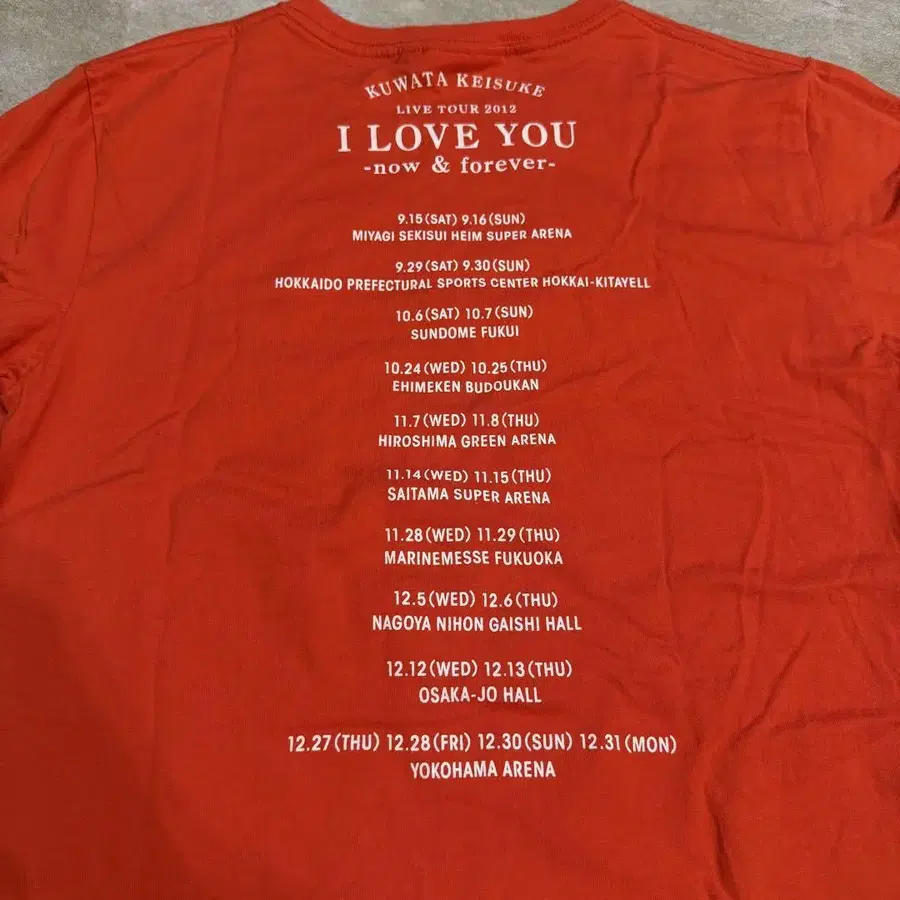 KUWATA KEISUKE
LIVE TOUR 2012
I LOVE YOU
-now & forever-
9.15(SAT) 9.16(SUN)
MIYAGI SEKISUI HEIM SUPER ARENA
9.29(SAT) 9.30(SUN)
HOKKAIDO PREFECTURAL SPORTS CENTER HOKKAI-KITAYELL
10.6(SAT) 10.7(SUN)
SUNDOME FUKUI
10.24(WED) 10.25(THU)
EHIMEKEN BUDOUKAN
11.7(WED) 11.8(THU)
HIROSHIMA GREEN ARENA
11.14(WED) 11.15(THU)
SAITAMA SUPER ARENA
11.28(WED) 11.29(THU)
MARINEMESSE FUKUOKA
12.5(WED) 12.6(THU)
NAGOYA NIHON GAISHI HALL
12.12(WED) 12.13(THU)
OSAKA-JO HALL
12.27(THU) 12.28(FRI) 12.30(SUN) 12.31(MON)
YOKOHAMA ARENA